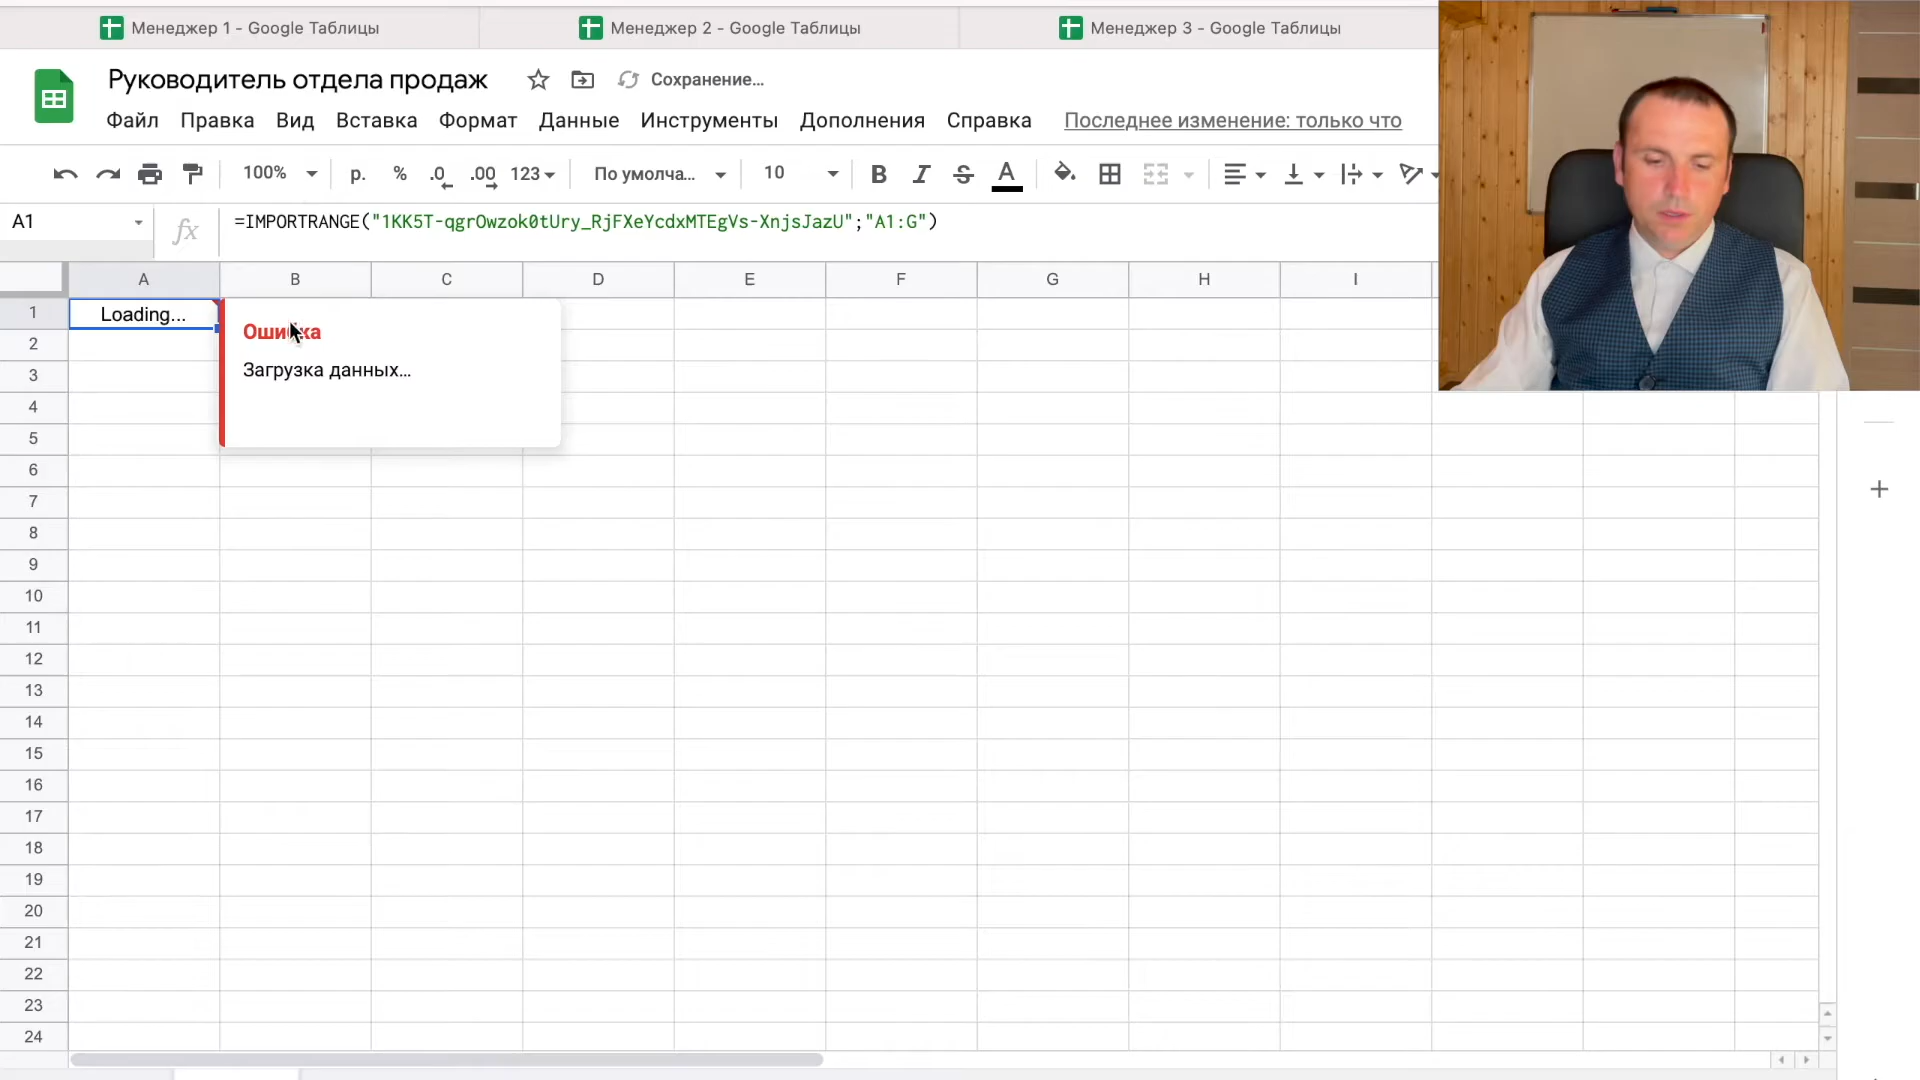 Менеджер 1 - Google Таблицы
Менеджер 2 - Google Таблицы
Менеджер 3 - Google Таблицы
Руководитель отдела продаж
Сохранение...
Файл Правка Вид Вставка Формат Данные Инструменты Дополнения Справка Последнее изменение: только что
100% р. % .0 .00 123 По умолча... 10 B I S A
A1 fx =IMPORTRANGE("1KK5T-qgrOwzok0tUry_RjFXeYcdxMTEgVs-XnjsJazU";"A1:G")
A B C D E F G H I
1 Loading...
Ошибка
Загрузка данных...
2
3
4
5
6
7
8
9
10
11
12
13
14
15
16
17
18
19
20
21
22
23
24